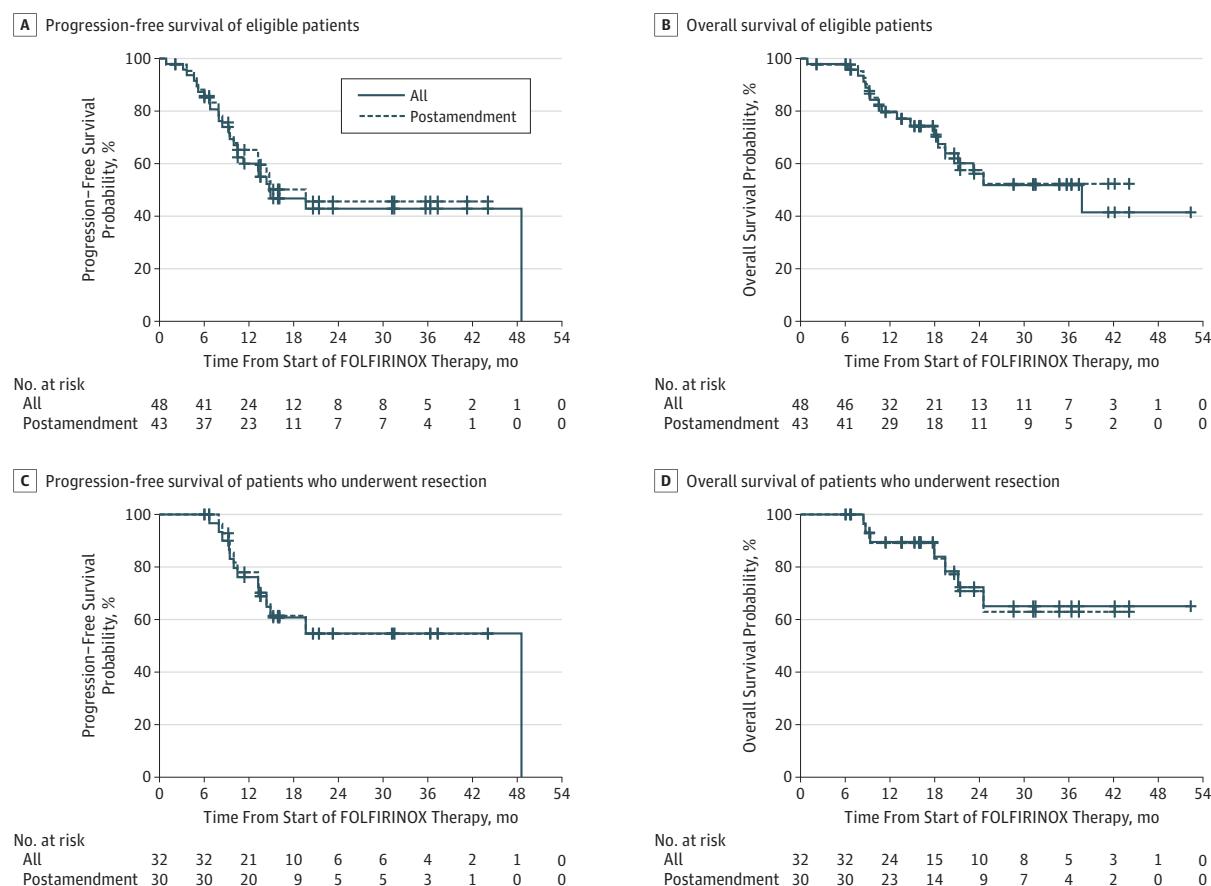 A Progression-free survival of eligible patients
100
80
60
40
20
0
Progression–Free Survival
Probability, %
All
Postamendment
0 6 12 18 24 30 36 42 48 54
Time From Start of FOLFIRINOX Therapy, mo
No. at risk
All 48 41 24 12 8 8 5 2 1 0
Postamendment 43 37 23 11 7 7 4 1 0 0
B Overall survival of eligible patients
100
80
60
40
20
0
Overall Survival Probability, %
0 6 12 18 24 30 36 42 48 54
Time From Start of FOLFIRINOX Therapy, mo
No. at risk
All 48 46 32 21 13 11 7 3 1 0
Postamendment 43 41 29 18 11 9 5 2 0 0
C Progression-free survival of patients who underwent resection
100
80
60
40
20
0
Progression–Free Survival
Probability, %
0 6 12 18 24 30 36 42 48 54
Time From Start of FOLFIRINOX Therapy, mo
No. at risk
All 32 32 21 10 6 6 4 2 1 0
Postamendment 30 30 20 9 5 5 3 1 0 0
D Overall survival of patients who underwent resection
100
80
60
40
20
0
Overall Survival Probability, %
0 6 12 18 24 30 36 42 48 54
Time From Start of FOLFIRINOX Therapy, mo
No. at risk
All 32 32 24 15 10 8 5 3 1 0
Postamendment 30 30 23 14 9 7 4 2 0 0